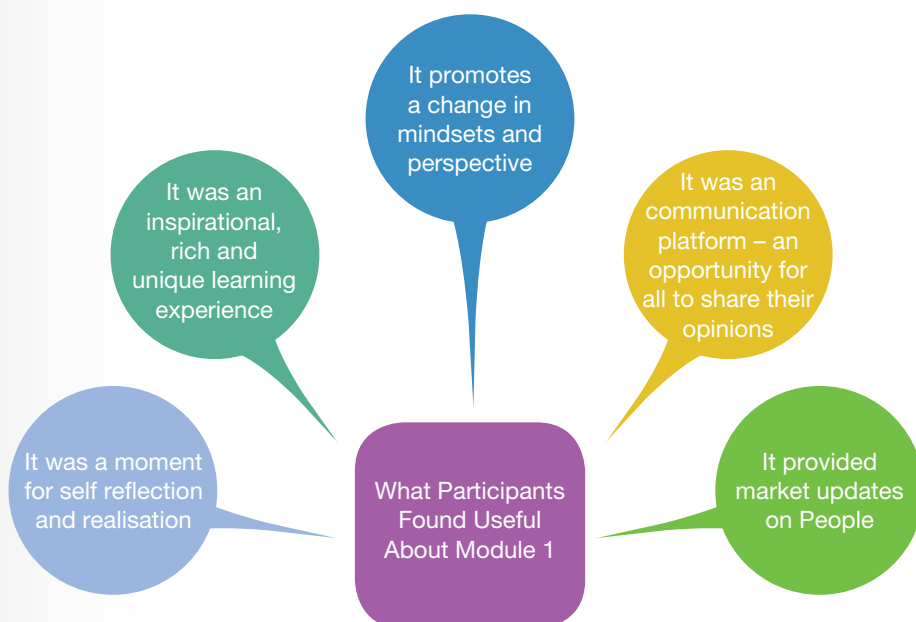 It promotes
a change in
mindsets and
perspective
It was an
inspirational,
rich and
unique learning
experience
It was an
communication
platform – an
opportunity for
all to share their
opinions
It was a moment
for self reflection
and realisation
What Participants
Found Useful
About Module 1
It provided
market updates
on People